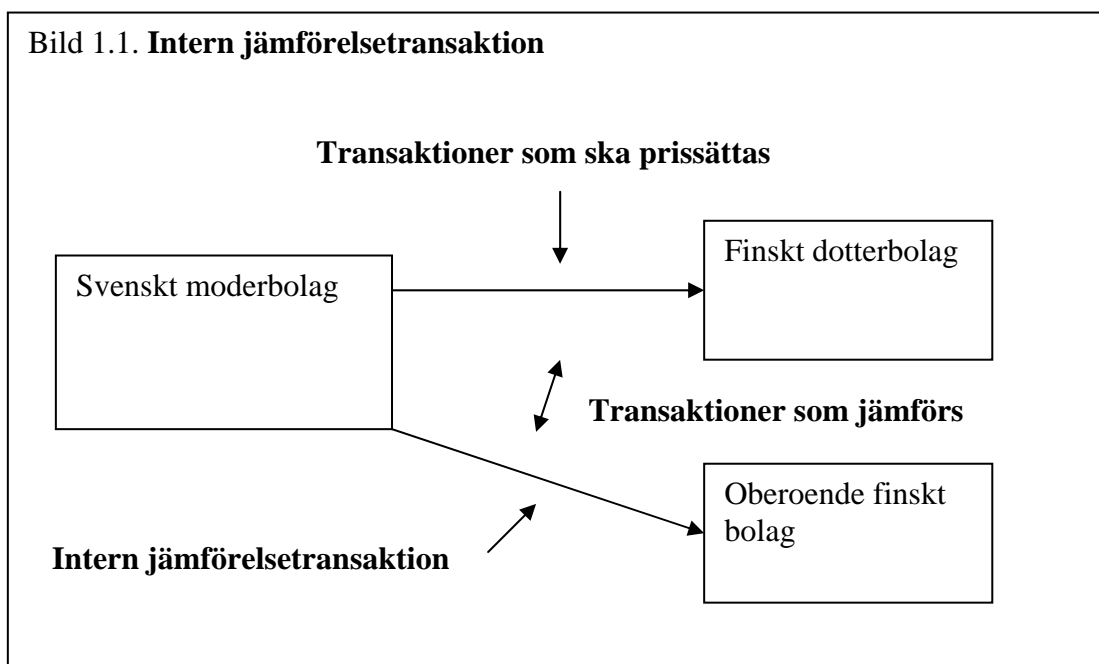 Bild 1.1. Intern jämförelsetransaktion
Transaktioner som ska prissättas
Svenskt moderbolag
Finskt dotterbolag
Transaktioner som jämförs
Oberoende finskt
bolag
Intern jämförelsetransaktion